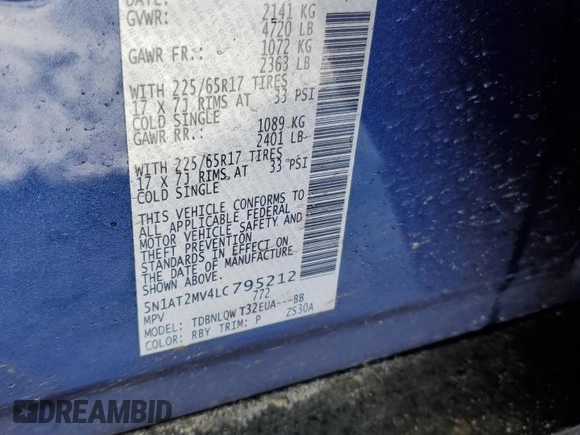 DATE:
GVWR: 2141 KG
4720 LB
GAWR FR.: 1072 KG
2363 LB
WITH 225/65R17 TIRES
17 X 7J RIMS AT 33 PSI
COLD SINGLE
GAWR RR.: 1089 KG
2401 LB
WITH 225/65R17 TIRES
17 X 7J RIMS AT 33 PSI
COLD SINGLE
THIS VEHICLE CONFORMS TO
ALL APPLICABLE FEDERAL
MOTOR VEHICLE SAFETY AND
THEFT PREVENTION
STANDARDS IN EFFECT ON
THE DATE OF MANUFACTURE
SHOWN ABOVE.
5N1AT2MV4LC795212
MPV 772
MODEL: TDBNLQW T32EUA---BB
COLOR: RBY TRIM: P ZS30A
DREAMBID